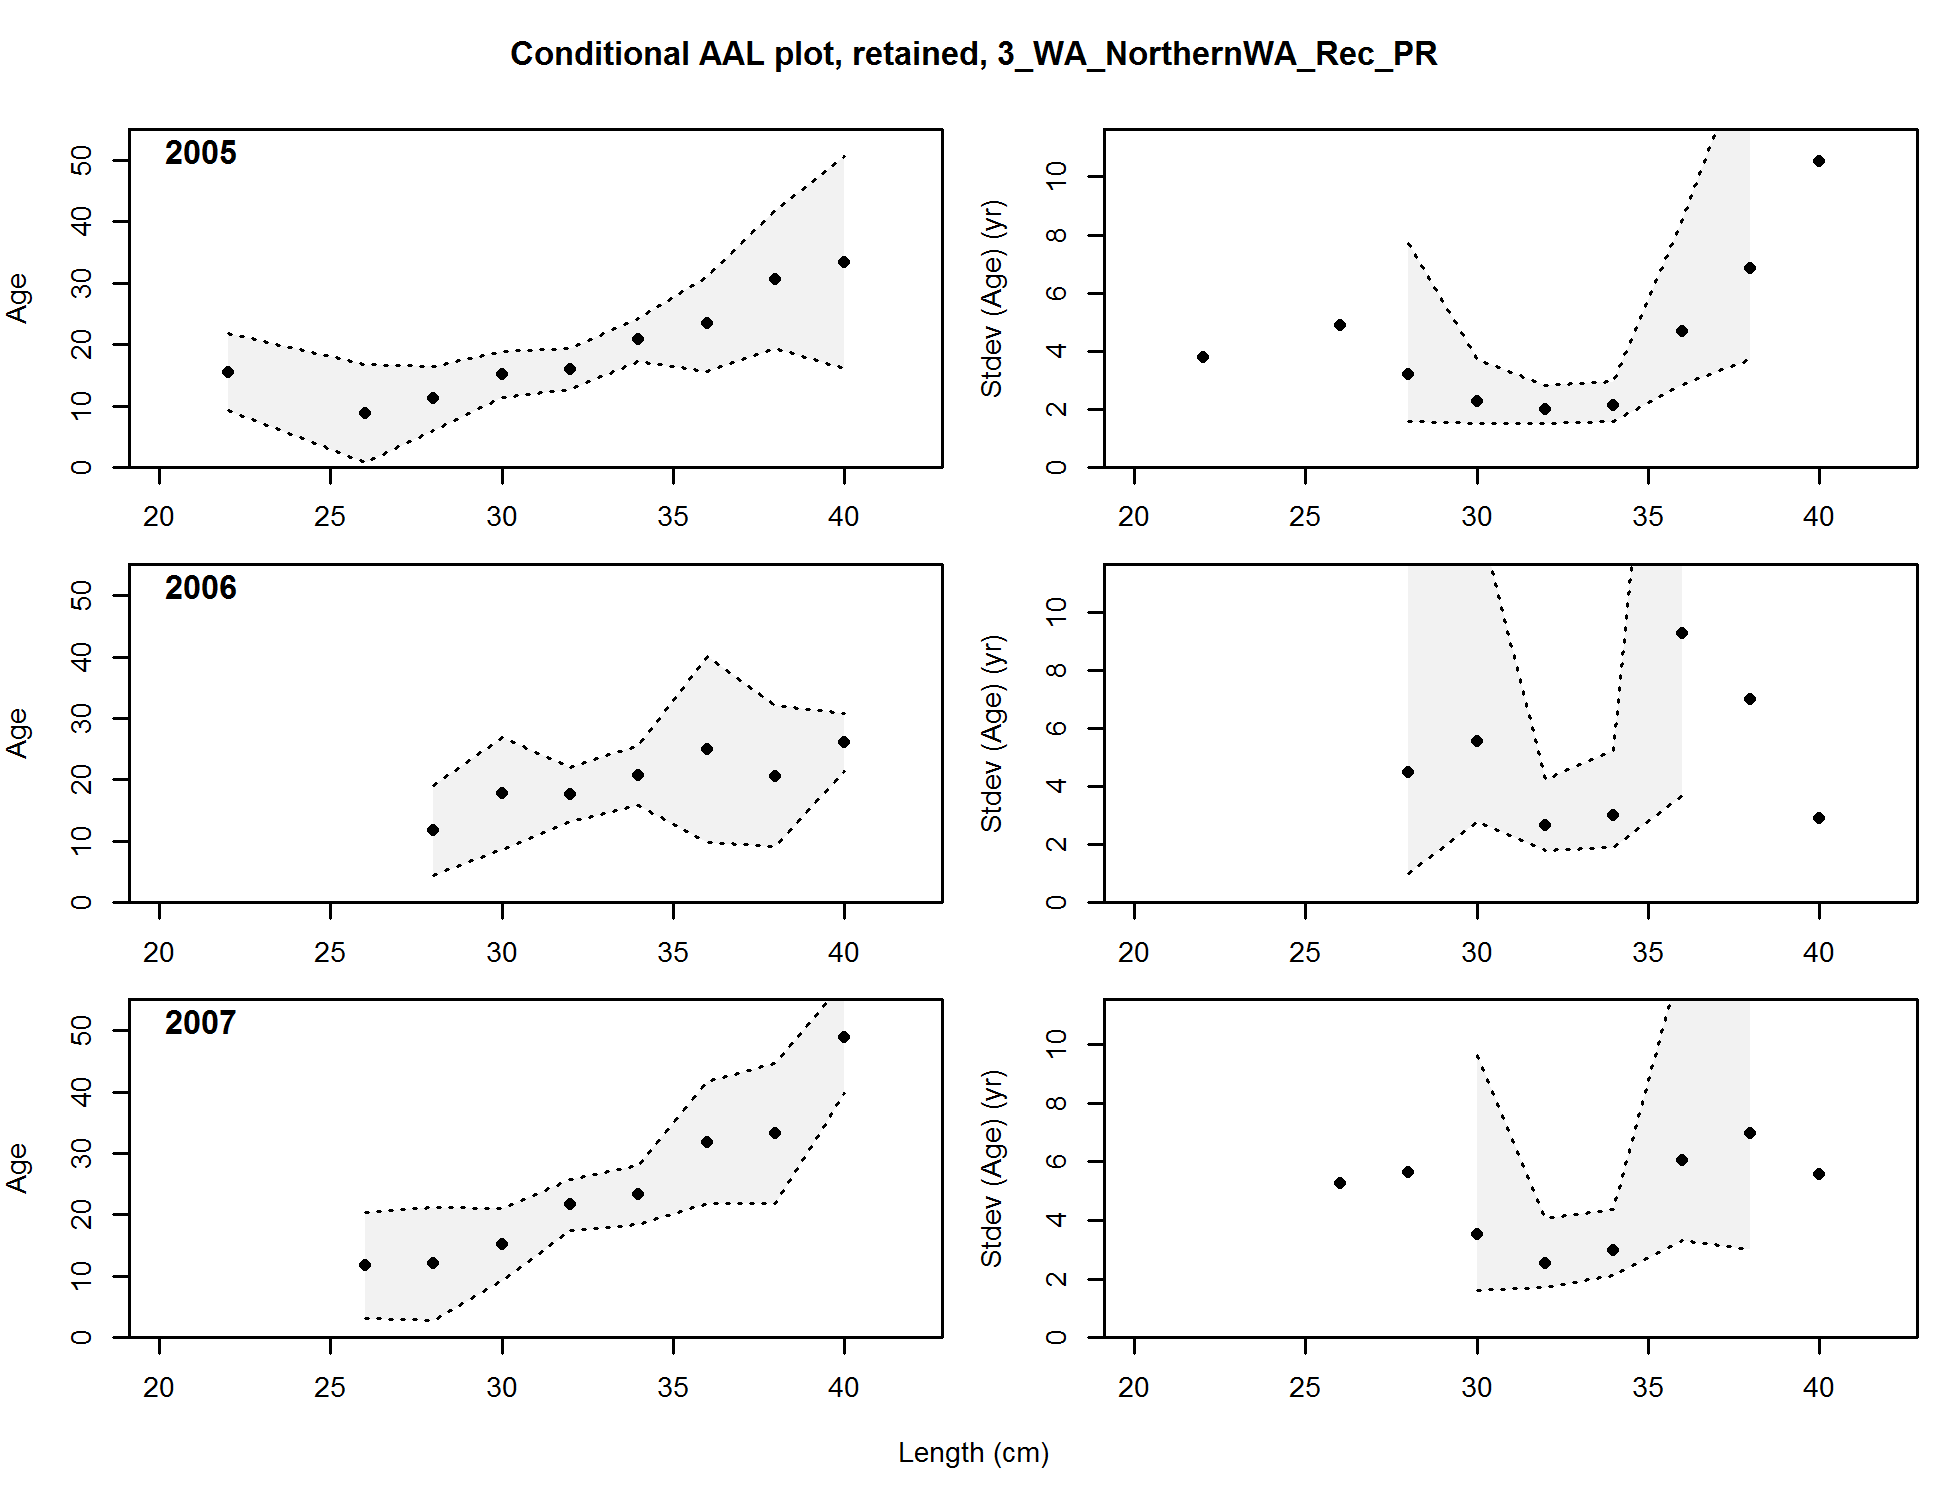 Conditional AAL plot, retained, 3_WA_NorthernWA_Rec_PR
2005
Age
0 10 20 30 40 50
20 25 30 35 40
Stdev (Age) (yr)
0 2 4 6 8 10
20 25 30 35 40
2006
Age
0 10 20 30 40 50
20 25 30 35 40
Stdev (Age) (yr)
0 2 4 6 8 10
20 25 30 35 40
2007
Age
0 10 20 30 40 50
20 25 30 35 40
Stdev (Age) (yr)
0 2 4 6 8 10
20 25 30 35 40
Length (cm)